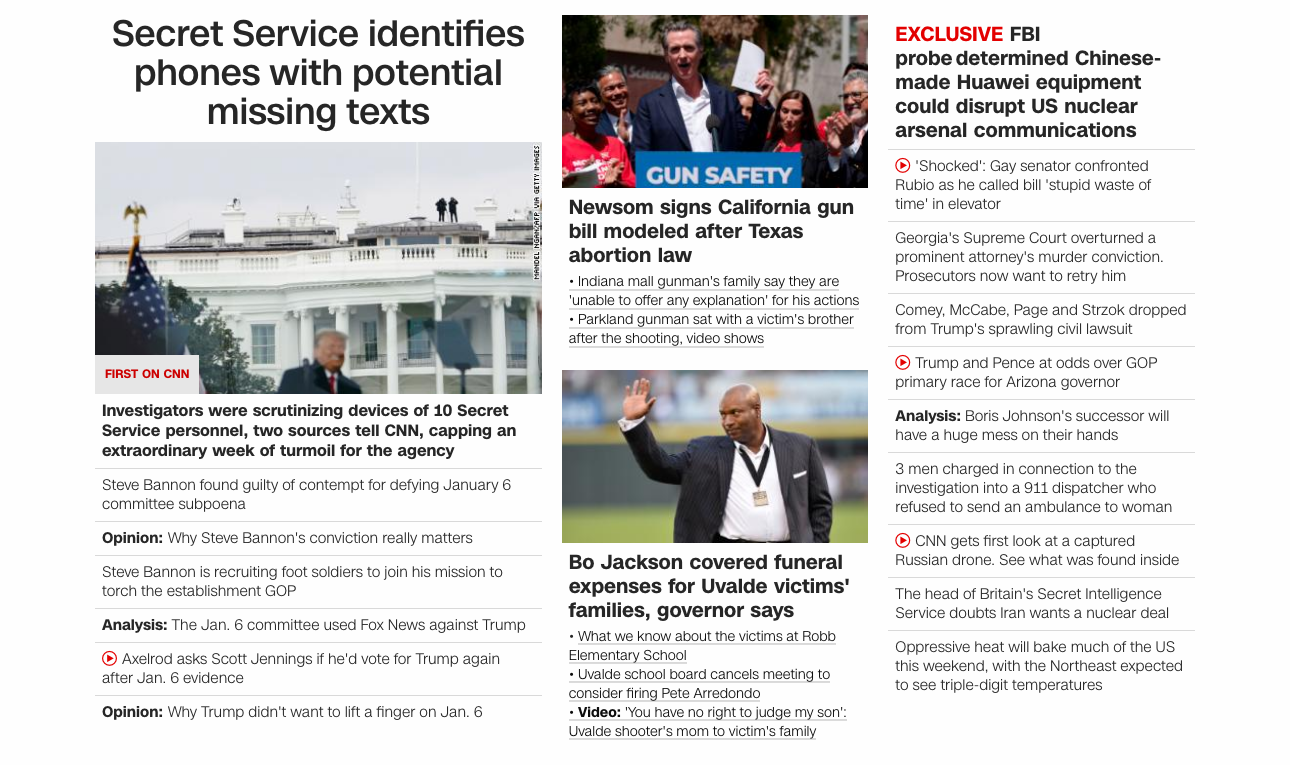 Secret Service identifies
phones with potential
missing texts
MANDEL NGAN/AFP VIA GETTY IMAGES
FIRST ON CNN
Investigators were scrutinizing devices of 10 Secret
Service personnel, two sources tell CNN, capping an
extraordinary week of turmoil for the agency
Steve Bannon found guilty of contempt for defying January 6
committee subpoena
Opinion: Why Steve Bannon's conviction really matters
Steve Bannon is recruiting foot soldiers to join his mission to
torch the establishment GOP
Analysis: The Jan. 6 committee used Fox News against Trump
Axelrod asks Scott Jennings if he'd vote for Trump again
after Jan. 6 evidence
Opinion: Why Trump didn't want to lift a finger on Jan. 6
GUN SAFETY
Newsom signs California gun
bill modeled after Texas
abortion law
• Indiana mall gunman's family say they are
'unable to offer any explanation' for his actions
• Parkland gunman sat with a victim's brother
after the shooting, video shows
Bo Jackson covered funeral
expenses for Uvalde victims'
families, governor says
• What we know about the victims at Robb
Elementary School
• Uvalde school board cancels meeting to
consider firing Pete Arredondo
• Video: 'You have no right to judge my son':
Uvalde shooter's mom to victim's family
EXCLUSIVE FBI
probe determined Chinese-
made Huawei equipment
could disrupt US nuclear
arsenal communications
'Shocked': Gay senator confronted
Rubio as he called bill 'stupid waste of
time' in elevator
Georgia's Supreme Court overturned a
prominent attorney's murder conviction.
Prosecutors now want to retry him
Comey, McCabe, Page and Strzok dropped
from Trump's sprawling civil lawsuit
Trump and Pence at odds over GOP
primary race for Arizona governor
Analysis: Boris Johnson's successor will
have a huge mess on their hands
3 men charged in connection to the
investigation into a 911 dispatcher who
refused to send an ambulance to woman
CNN gets first look at a captured
Russian drone. See what was found inside
The head of Britain's Secret Intelligence
Service doubts Iran wants a nuclear deal
Oppressive heat will bake much of the US
this weekend, with the Northeast expected
to see triple-digit temperatures